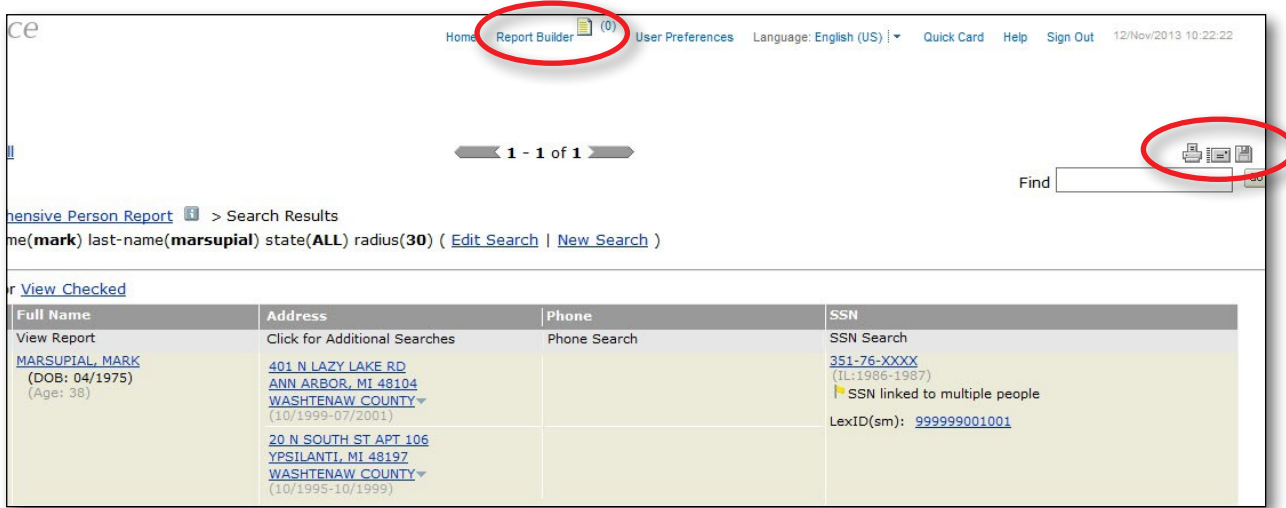 ce
Home Report Builder (0) User Preferences Language: English (US) Quick Card Help Sign Out 12/Nov/2013 10:22:22
ll
1 - 1 of 1
Find
hensive Person Report > Search Results
me(mark) last-name(marsupial) state(ALL) radius(30) ( Edit Search | New Search )
r View Checked
Full Name Address Phone SSN
View Report Click for Additional Searches Phone Search SSN Search
MARSUPIAL, MARK 401 N LAZY LAKE RD 351-76-XXXX
(DOB: 04/1975) ANN ARBOR, MI 48104 (IL:1986-1987)
(Age: 38) WASHTENAW COUNTY SSN linked to multiple people
(10/1999-07/2001) LexID(sm): 999999001001
20 N SOUTH ST APT 106
YPSILANTI, MI 48197
WASHTENAW COUNTY
(10/1995-10/1999)